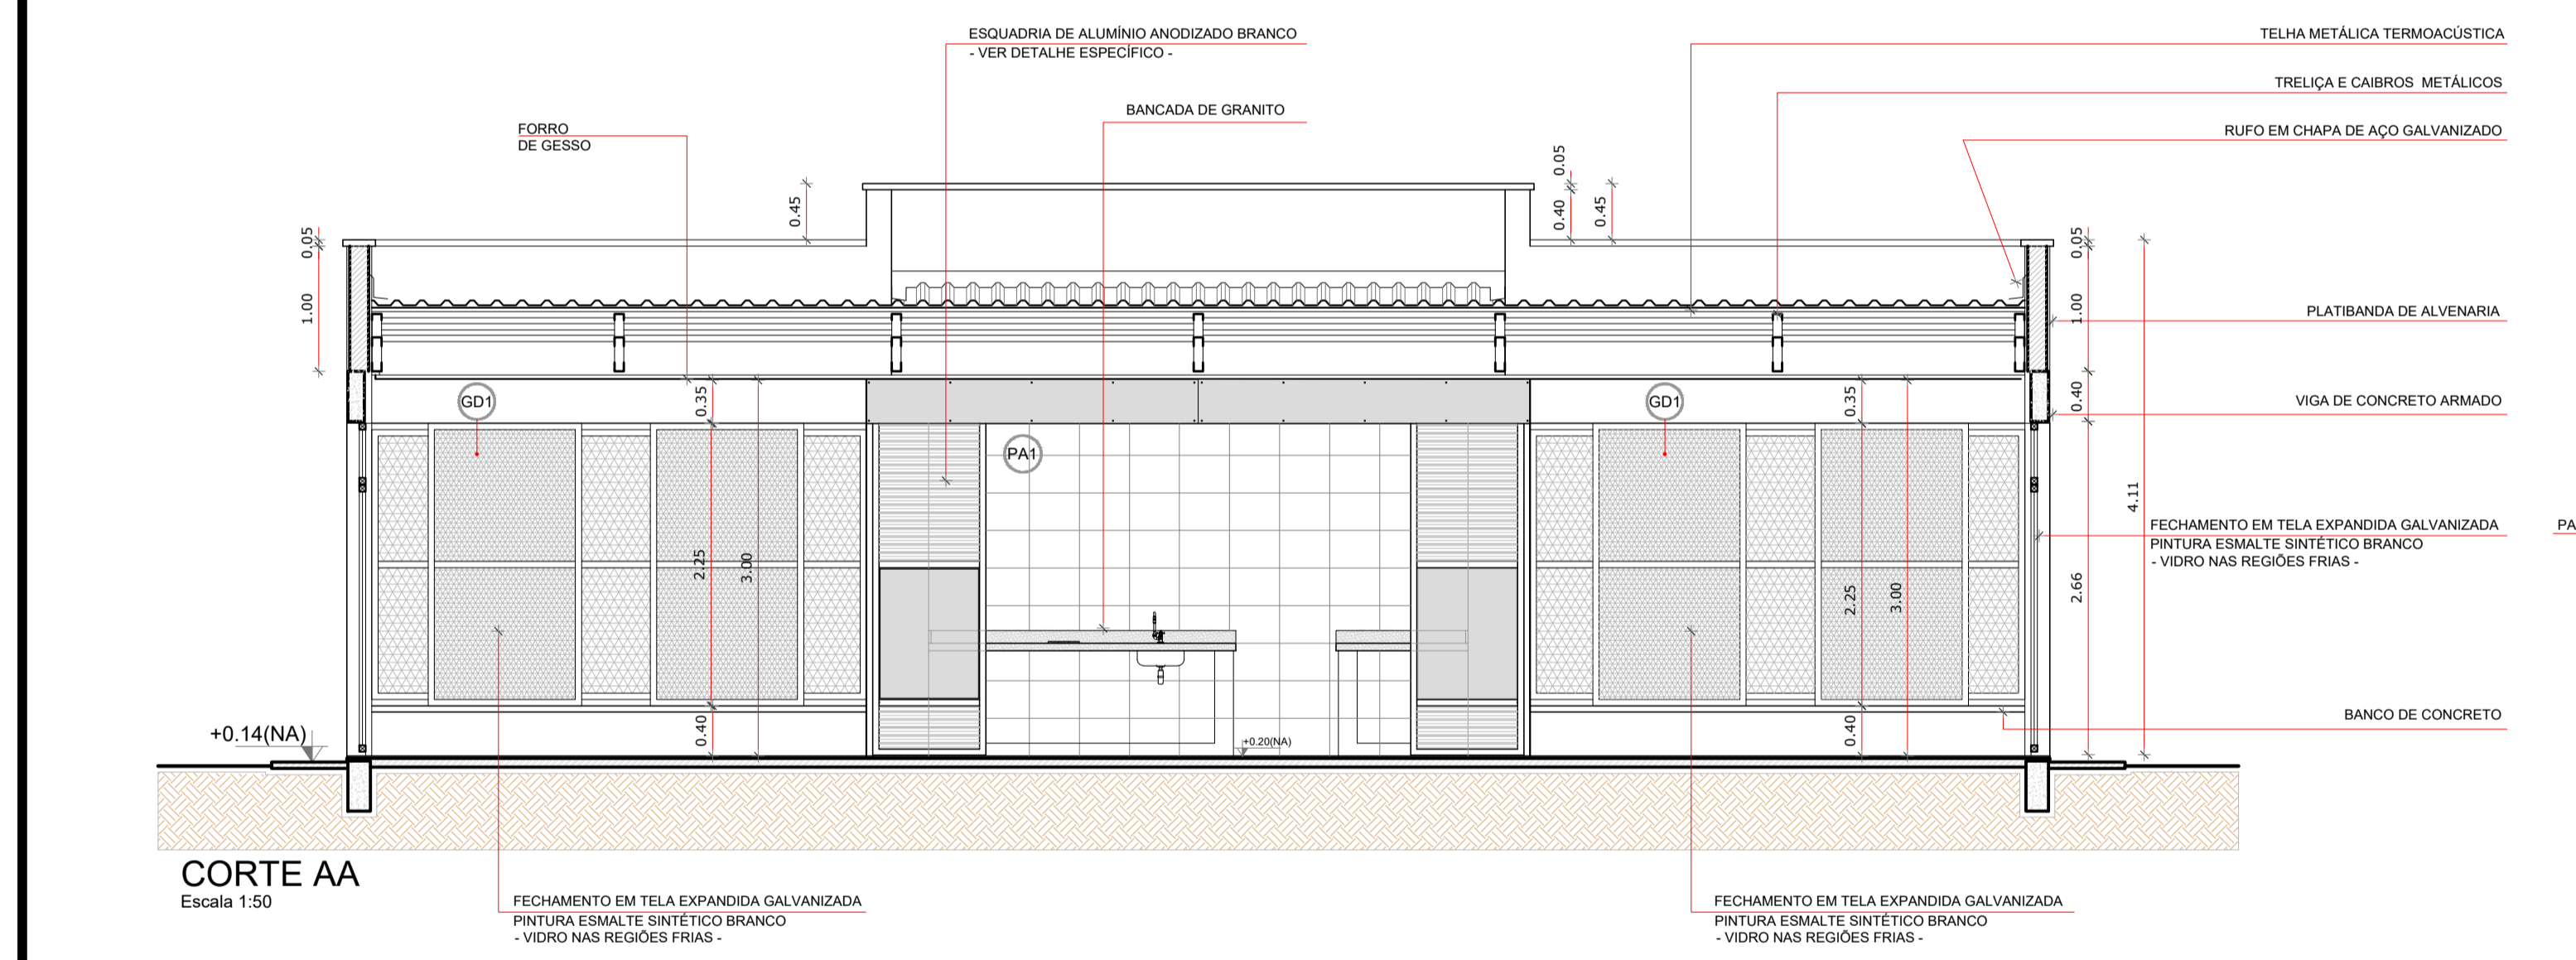 ESQUADRIA DE ALUMÍNIO ANODIZADO BRANCO
- VER DETALHE ESPECÍFICO -
TELHA METÁLICA TERMOACÚSTICA
TRELIÇA E CAIBROS METÁLICOS
BANCADA DE GRANITO
RUFO EM CHAPA DE AÇO GALVANIZADO
FORRO
DE GESSO
0.05
0.45
0.40
0.45
0.05
1.00
0.05
1.00
PLATIBANDA DE ALVENARIA
GD1
0.35
GD1
0.35
0.40
VIGA DE CONCRETO ARMADO
PA1
4.11
FECHAMENTO EM TELA EXPANDIDA GALVANIZADA
PINTURA ESMALTE SINTÉTICO BRANCO
- VIDRO NAS REGIÕES FRIAS -
PA
2.25
3.00
2.25
3.00
2.66
BANCO DE CONCRETO
+0.14(NA)
0.40
+0.20(NA)
0.40
CORTE AA
Escala 1:50
FECHAMENTO EM TELA EXPANDIDA GALVANIZADA
PINTURA ESMALTE SINTÉTICO BRANCO
- VIDRO NAS REGIÕES FRIAS -
FECHAMENTO EM TELA EXPANDIDA GALVANIZADA
PINTURA ESMALTE SINTÉTICO BRANCO
- VIDRO NAS REGIÕES FRIAS -